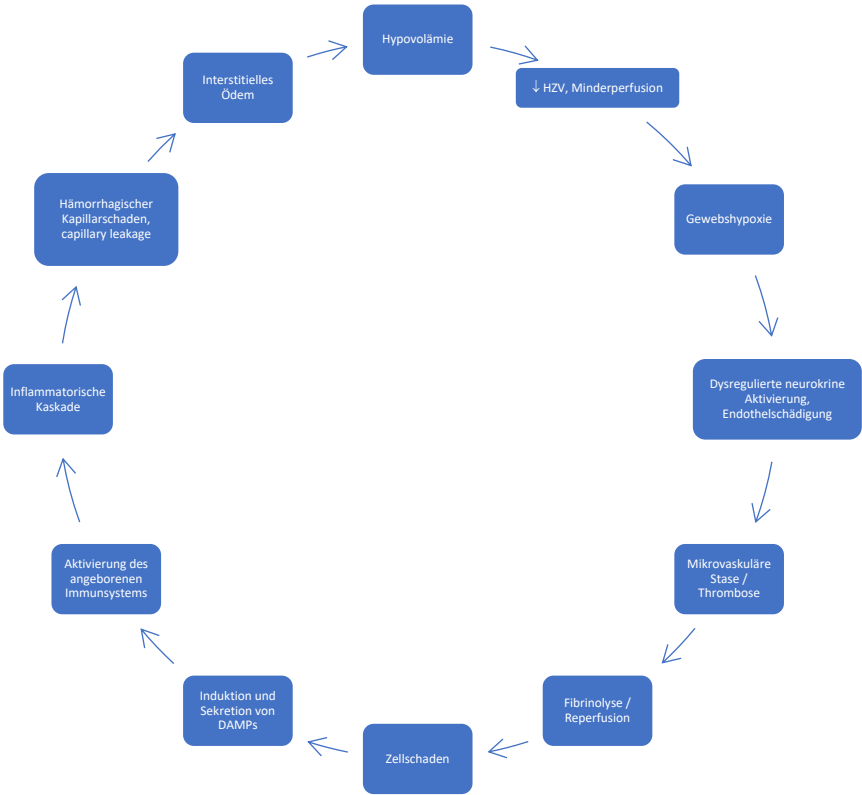 Hypovolämie
↓ HZV, Minderperfusion
Gewebshypoxie
Dysregulierte neurokrine
Aktivierung,
Endothelschädigung
Mikrovaskuläre
Stase /
Thrombose
Fibrinolyse /
Reperfusion
Zellschaden
Induktion und
Sekretion von
DAMPs
Aktivierung des
angeborenen
Immunsystems
Inflammatorische
Kaskade
Hämorrhagischer
Kapillarschaden,
capillary leakage
Interstitielles
Ödem